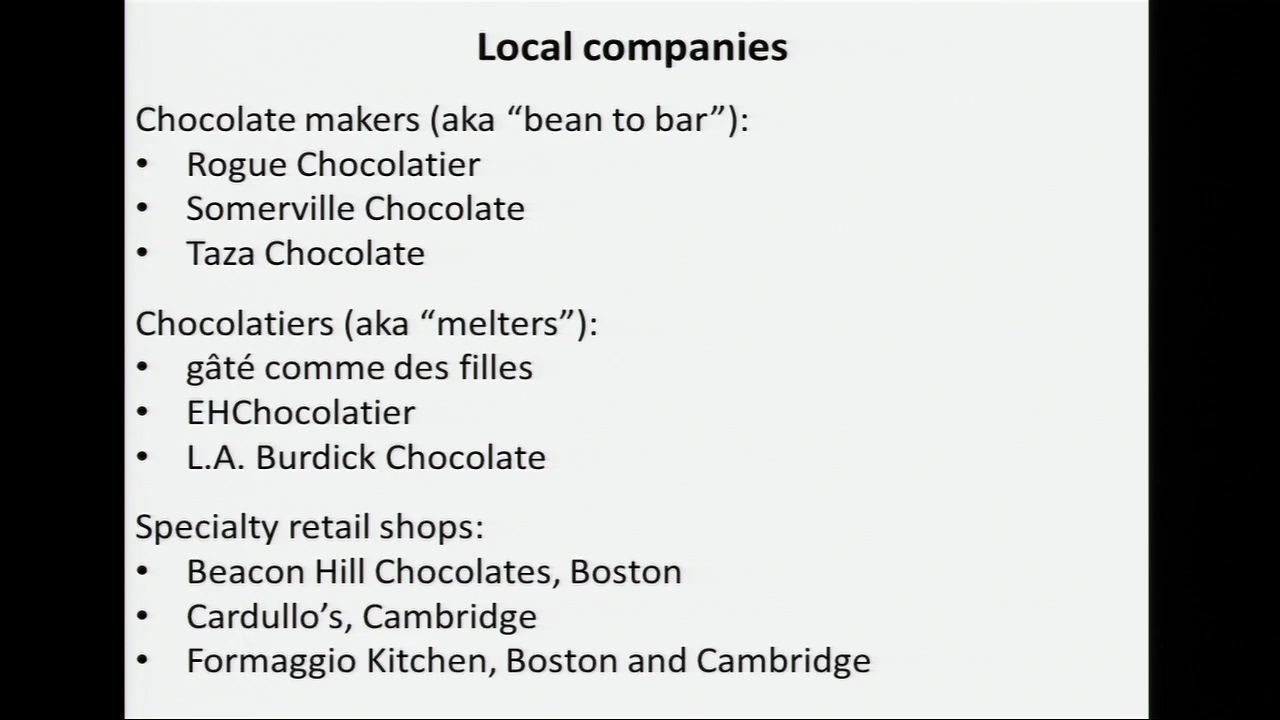 Local companies
Chocolate makers (aka “bean to bar”):
• Rogue Chocolatier
• Somerville Chocolate
• Taza Chocolate
Chocolatiers (aka “melters”):
• gâté comme des filles
• EHChocolatier
• L.A. Burdick Chocolate
Specialty retail shops:
• Beacon Hill Chocolates, Boston
• Cardullo’s, Cambridge
• Formaggio Kitchen, Boston and Cambridge